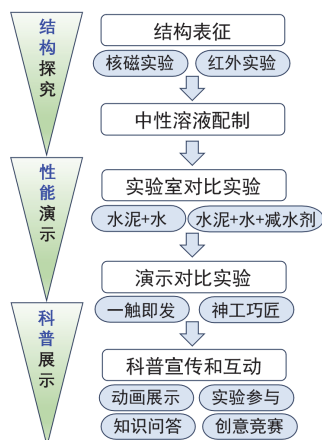 结构探究
结构表征
核磁实验 红外实验
中性溶液配制
性能演示
实验室对比实验
水泥+水 水泥+水+减水剂
演示对比实验
一触即发 神工巧匠
科普展示
科普宣传和互动
动画展示 实验参与
知识问答 创意竞赛